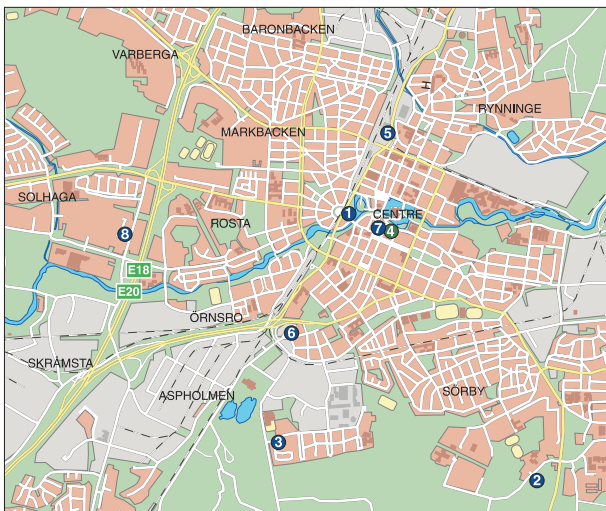 BARONBACKEN
VARBERGA
H
RYNNINGE
5
MARKBACKEN
SOLHAGA
1
CENTRE
ROSTA
7
4
8
E18
E20
ÖRNSRO
6
SKRÄMSTA
ASPHOLMEN
SÖRBY
3
2